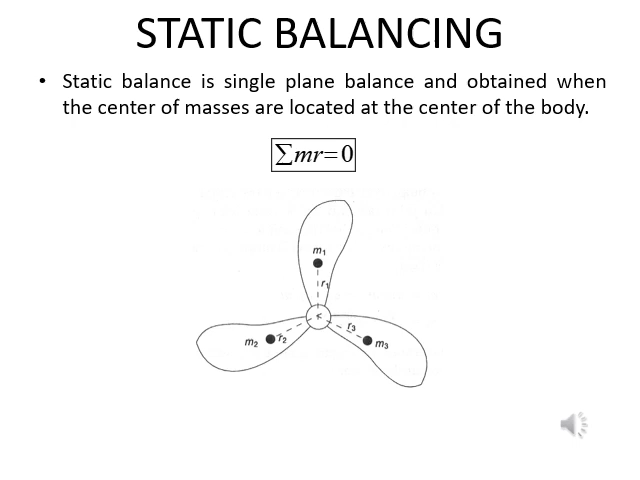 STATIC BALANCING
• Static balance is single plane balance and obtained when
the center of masses are located at the center of the body.
∑mr=0
m1
r1
m2
r2
r3
m3